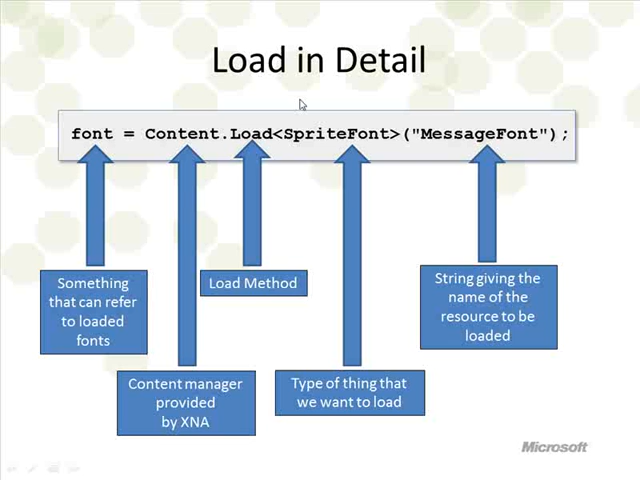 Load in Detail
font = Content.Load<SpriteFont>("MessageFont");
Something
that can refer
to loaded
fonts
Load Method
String giving the
name of the
resource to be
loaded
Content manager
provided
by XNA
Type of thing that
we want to load
Microsoft